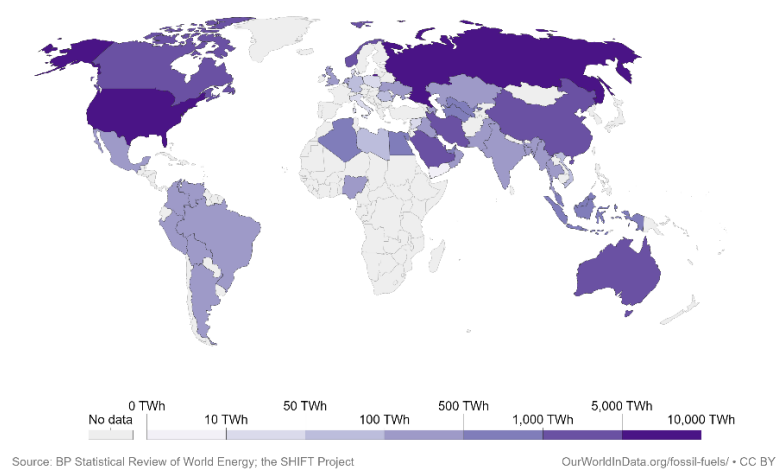 0 TWh 50 TWh 500 TWh 5,000 TWh
No data 10 TWh 100 TWh 1,000 TWh 10,000 TWh
Source: BP Statistical Review of World Energy; the SHIFT Project OurWorldInData.org/fossil-fuels/ • CC BY